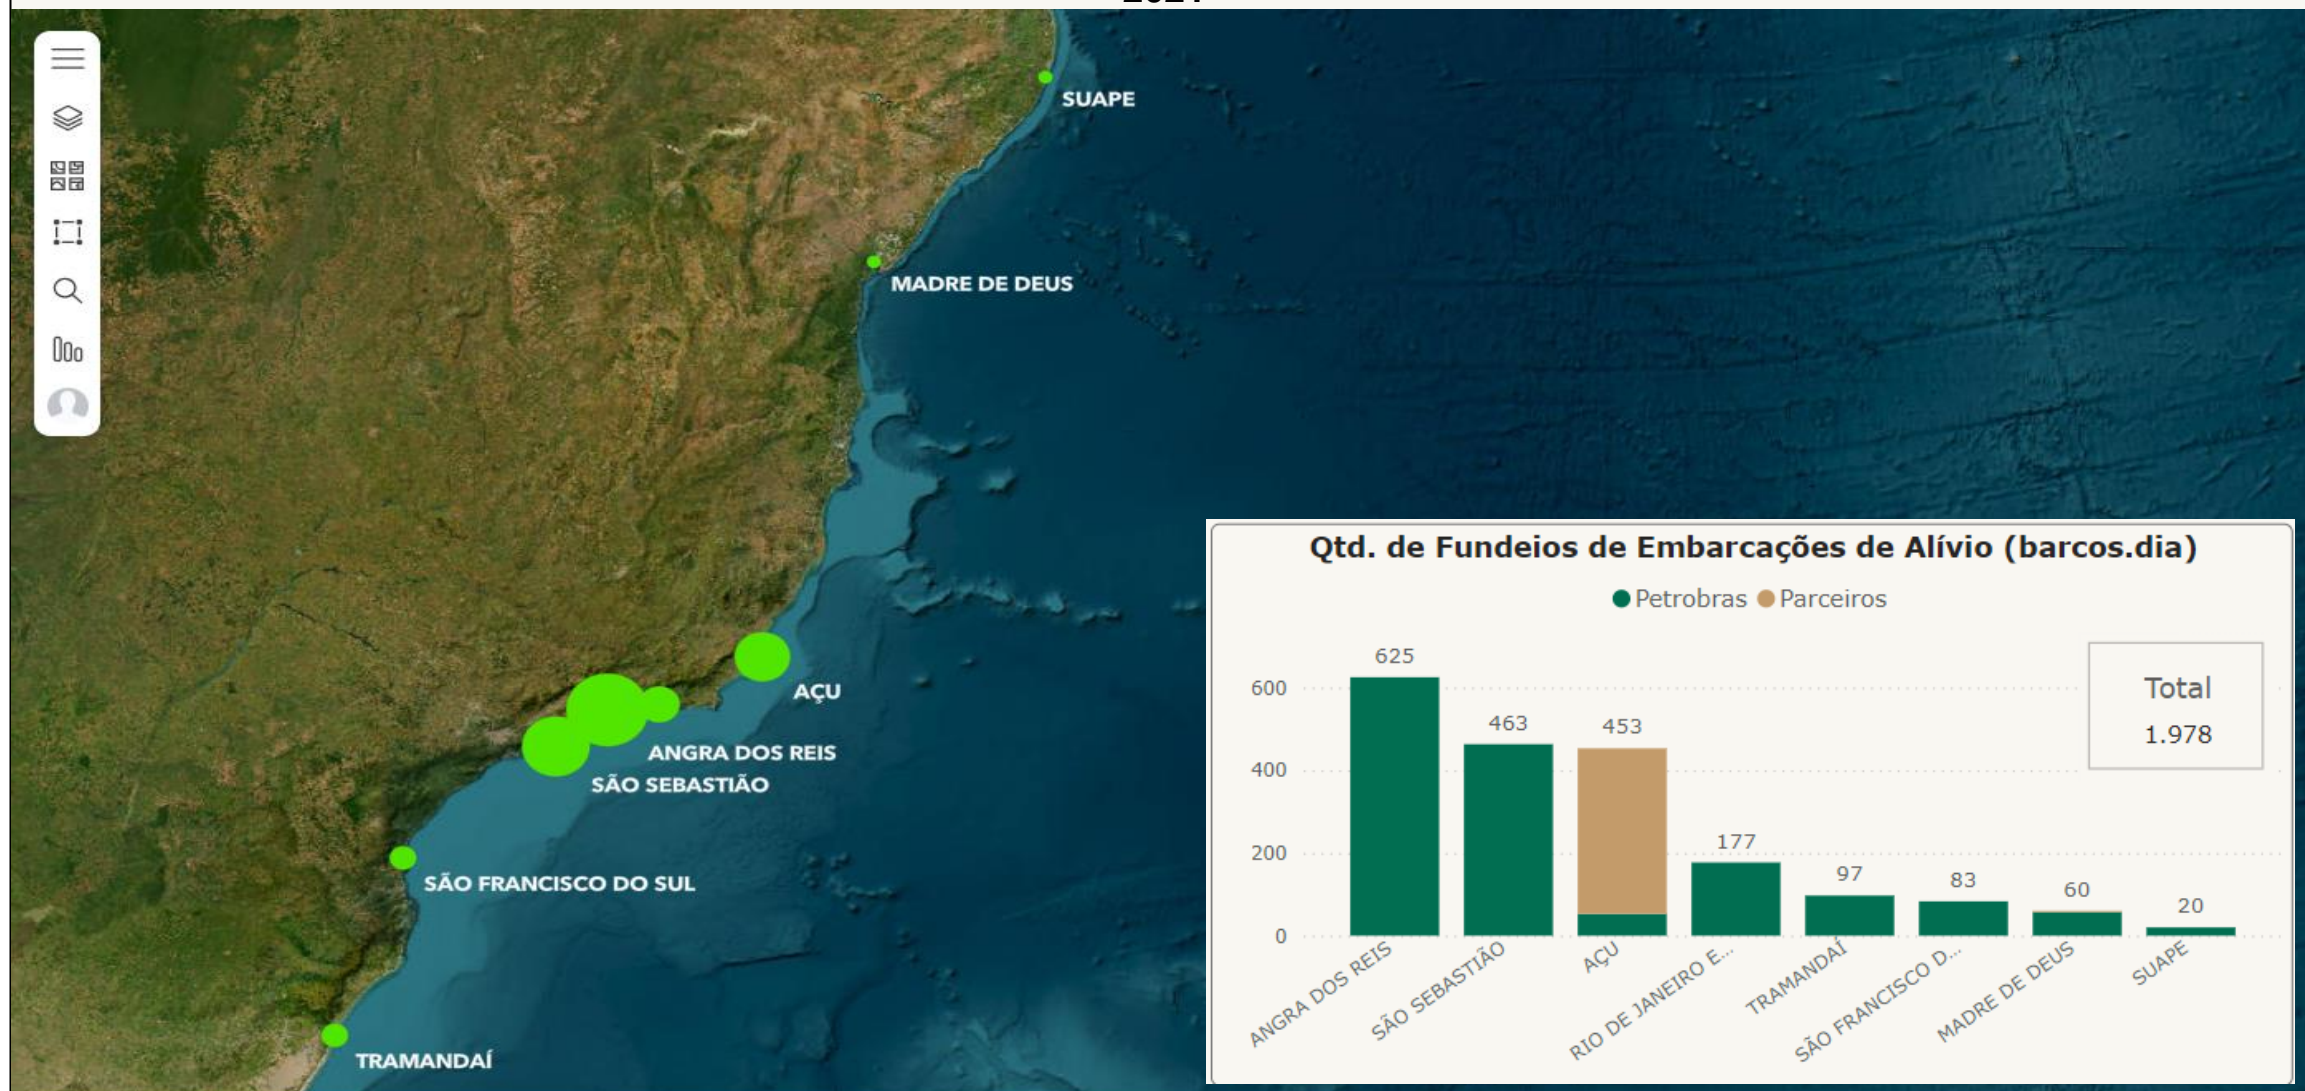 SUAPE
MADRE DE DEUS
AÇU
ANGRA DOS REIS
SÃO SEBASTIÃO
SÃO FRANCISCO DO SUL
TRAMANDAÍ
Qtd. de Fundeios de Embarcações de Alívio (barcos.dia)
Petrobras Parceiros
Total
1.978
600
400
200
0
625
463
453
177
97
83
60
20
ANGRA DOS REIS
SÃO SEBASTIÃO
AÇU
RIO DE JANEIRO E...
TRAMANDAÍ
SÃO FRANCISCO D...
MADRE DE DEUS
SUAPE